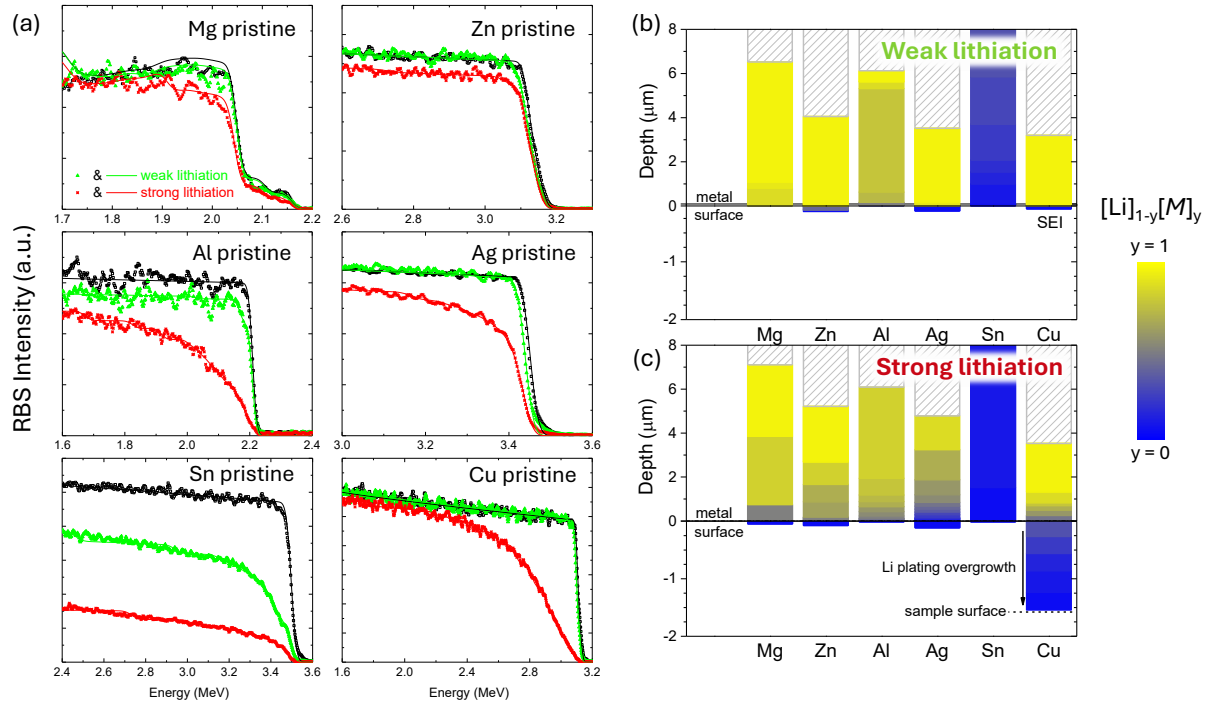 (a)
RBS Intensity (a.u.)
Mg pristine
& weak lithiation
& strong lithiation
1.7 1.8 1.9 2.0 2.1 2.2
Zn pristine
2.6 2.8 3.0 3.2
Al pristine
1.6 1.8 2.0 2.2 2.4
Ag pristine
3.0 3.2 3.4 3.6
Sn pristine
2.4 2.6 2.8 3.0 3.2 3.4 3.6
Energy (MeV)
Cu pristine
1.6 2.0 2.4 2.8 3.2
Energy (MeV)
(b)
Weak lithiation
Depth (μm)
8
6
4
2
0
-1
-2
metal
surface
SEI
Mg Zn Al Ag Sn Cu
(c)
Strong lithiation
Depth (μm)
8
6
4
2
0
-1
-2
metal
surface
Li plating overgrowth
sample surface
Mg Zn Al Ag Sn Cu
[Li]1-y[M]y
y = 1
y = 0